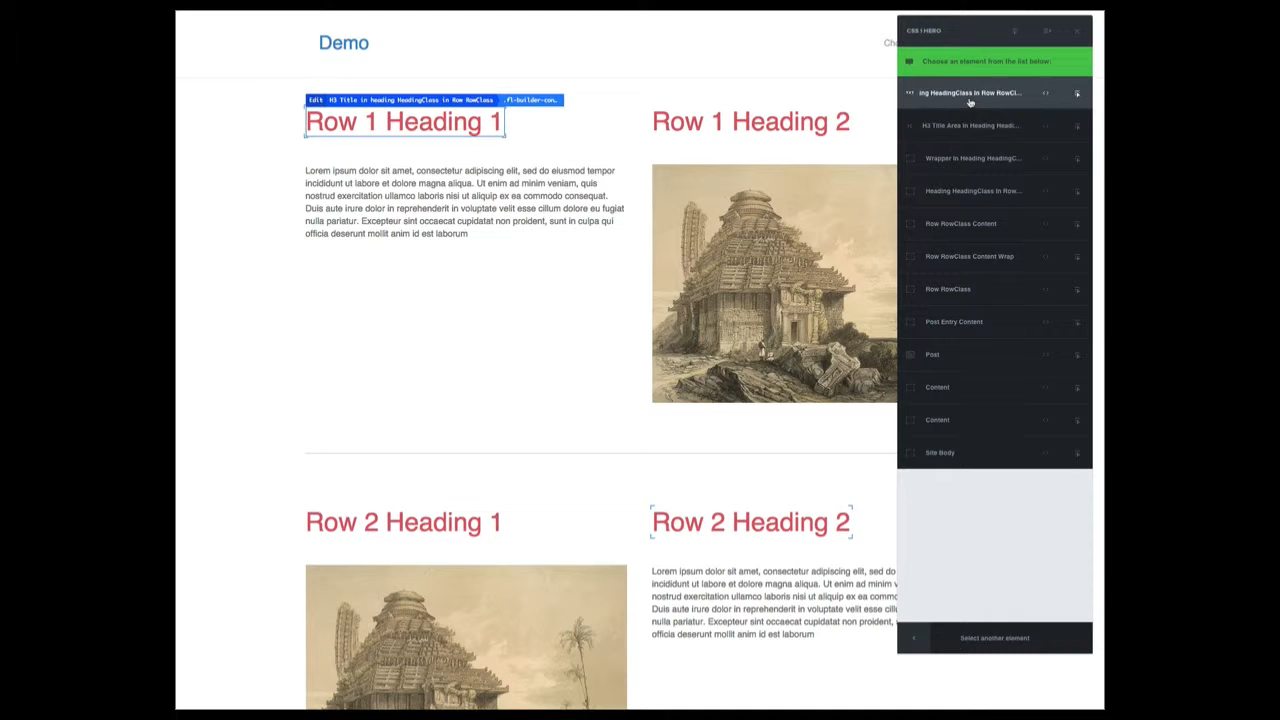 Demo
Edit H3 Title in heading HeadingClass in Row RowClass .fl-builder-con…
Row 1 Heading 1
Lorem ipsum dolor sit amet, consectetur adipiscing elit, sed do eiusmod tempor
incididunt ut labore et dolore magna aliqua. Ut enim ad minim veniam, quis
nostrud exercitation ullamco laboris nisi ut aliquip ex ea commodo consequat.
Duis aute irure dolor in reprehenderit in voluptate velit esse cillum dolore eu fugiat
nulla pariatur. Excepteur sint occaecat cupidatat non proident, sunt in culpa qui
officia deserunt mollit anim id est laborum
Row 1 Heading 2
Row 2 Heading 1
Row 2 Heading 2
Lorem ipsum dolor sit amet, consectetur adipiscing elit, sed do
incididunt ut labore et dolore magna aliqua. Ut enim ad minim v
nostrud exercitation ullamco laboris nisi ut aliquip ex ea commo
Duis aute irure dolor in reprehenderit in voluptate velit esse cil
nulla pariatur. Excepteur sint occaecat cupidatat non proident,
officia deserunt mollit anim id est laborum
CSS HERO
Choose an element from the list below:
ing HeadingClass In Row RowCl...
H3 Title Area In Heading Headi...
Wrapper In Heading HeadingC...
Heading HeadingClass In Row...
Row RowClass Content
Row RowClass Content Wrap
Row RowClass
Post Entry Content
Post
Content
Content
Site Body
Select another element